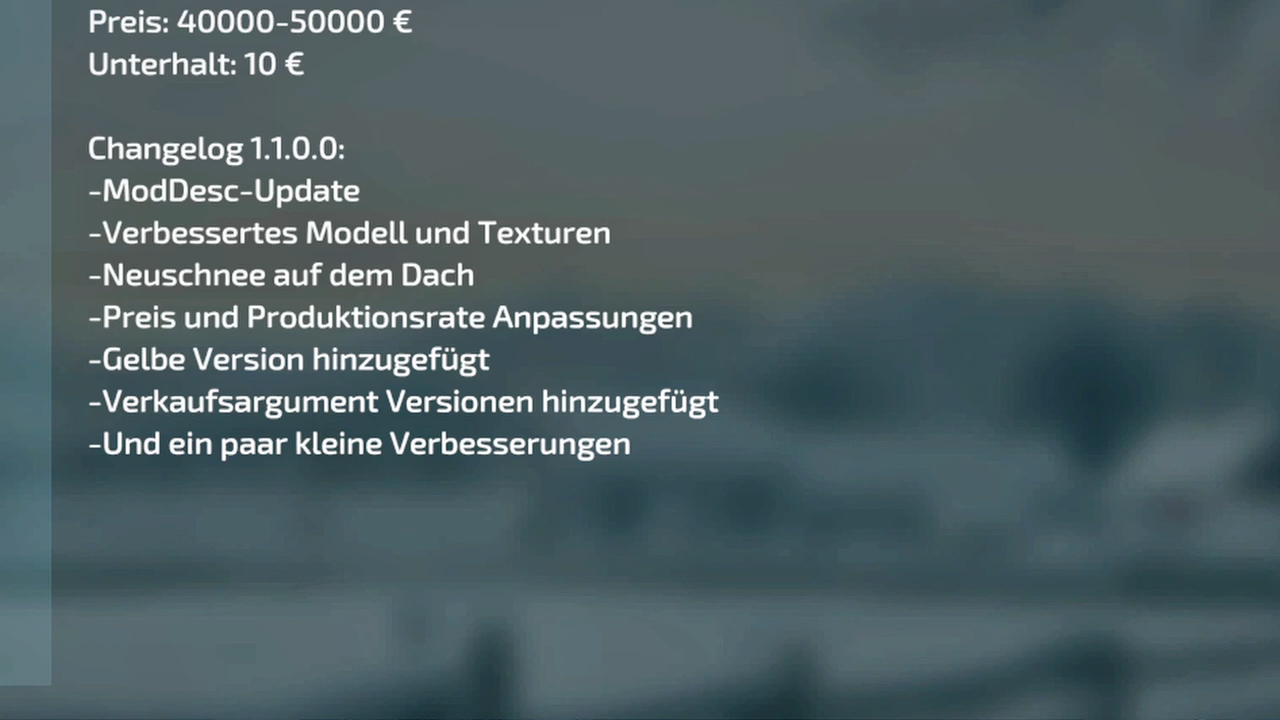 Preis: 40000-50000 €
Unterhalt: 10 €
Changelog 1.1.0.0:
-ModDesc-Update
-Verbessertes Modell und Texturen
-Neuschnee auf dem Dach
-Preis und Produktionsrate Anpassungen
-Gelbe Version hinzugefügt
-Verkaufsargument Versionen hinzugefügt
-Und ein paar kleine Verbesserungen